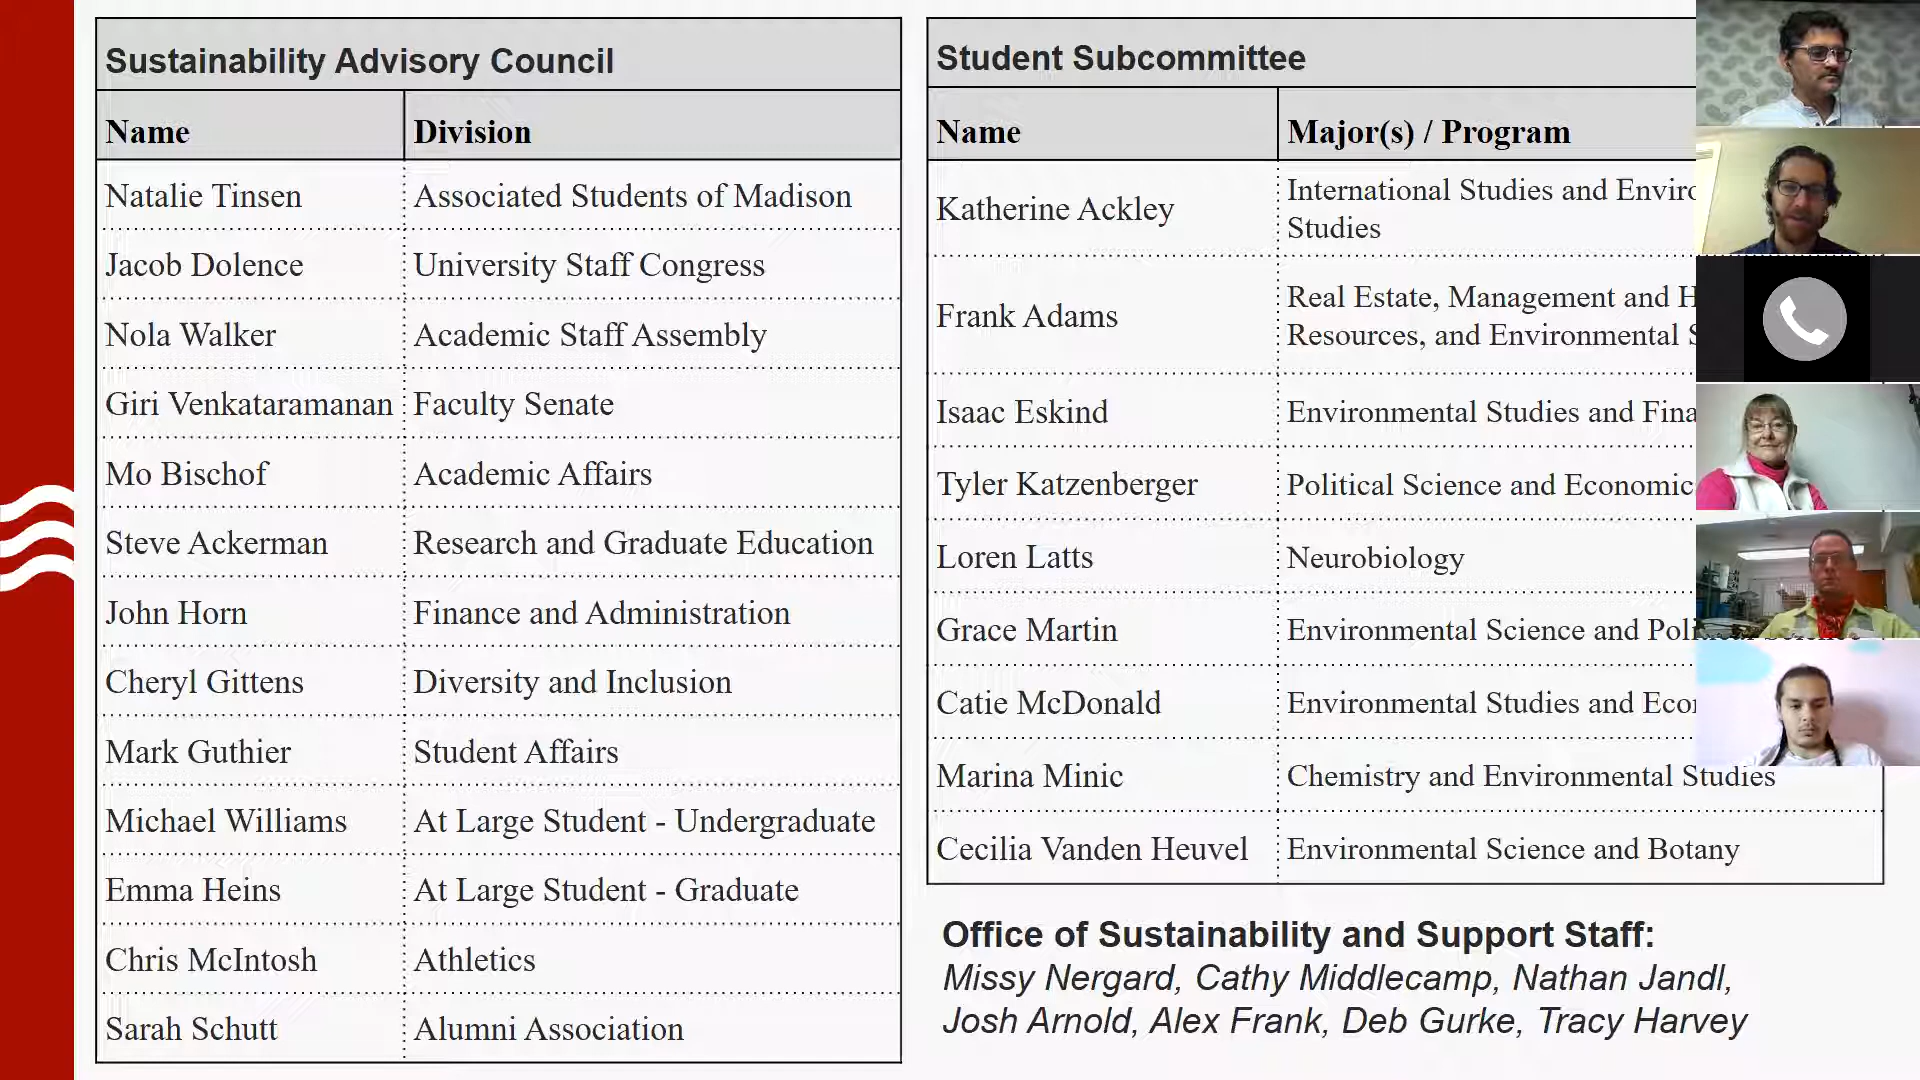 Sustainability Advisory Council
Name Division
Natalie Tinsen Associated Students of Madison
Jacob Dolence University Staff Congress
Nola Walker Academic Staff Assembly
Giri Venkataramanan Faculty Senate
Mo Bischof Academic Affairs
Steve Ackerman Research and Graduate Education
John Horn Finance and Administration
Cheryl Gittens Diversity and Inclusion
Mark Guthier Student Affairs
Michael Williams At Large Student - Undergraduate
Emma Heins At Large Student - Graduate
Chris McIntosh Athletics
Sarah Schutt Alumni Association
Student Subcommittee
Name Major(s) / Program
Katherine Ackley International Studies and
Studies
Frank Adams Real Estate, Management and
Resources, and Environmental
Isaac Eskind Environmental Studies and
Tyler Katzenberger Political Science and
Loren Latts Neurobiology
Grace Martin Environmental Science and
Catie McDonald Environmental Studies and
Marina Minic Chemistry and Environmental Studies
Cecilia Vanden Heuvel Environmental Science and Botany
Office of Sustainability and Support Staff:
Missy Nergard, Cathy Middlecamp, Nathan Jandl,
Josh Arnold, Alex Frank, Deb Gurke, Tracy Harvey